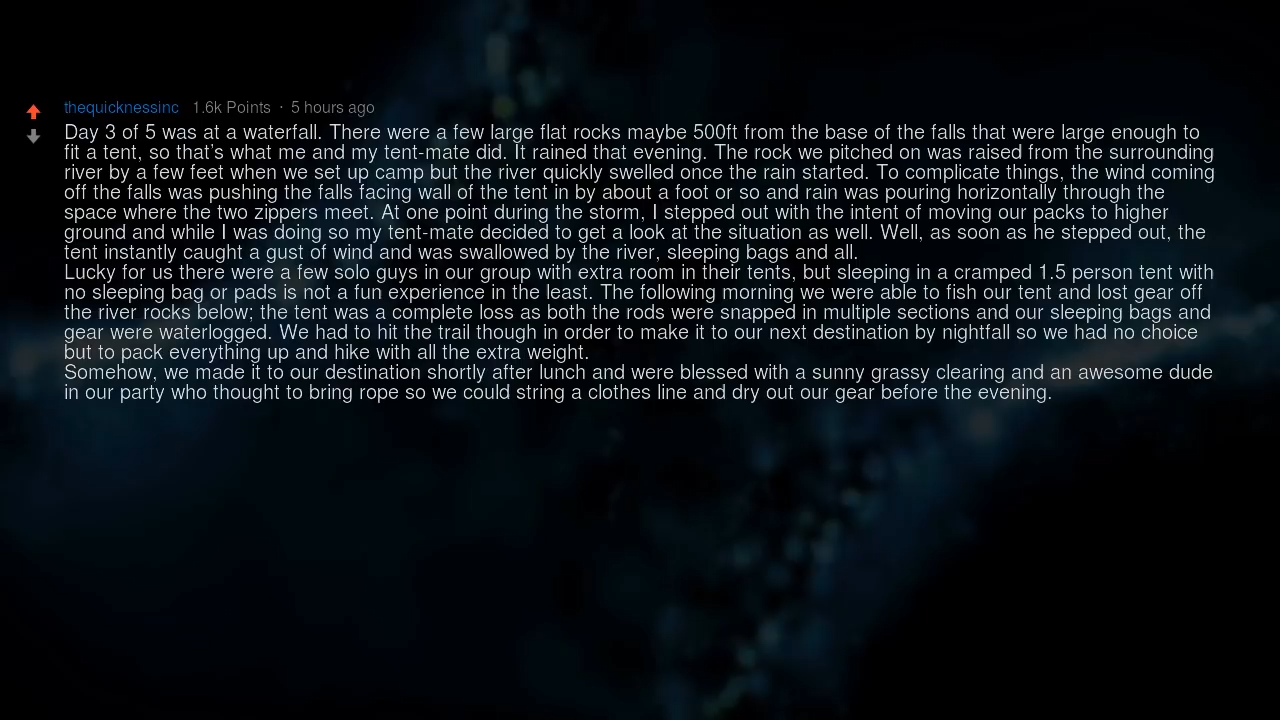 thequicknessinc 1.6k Points · 5 hours ago
Day 3 of 5 was at a waterfall. There were a few large flat rocks maybe 500ft from the base of the falls that were large enough to
fit a tent, so that’s what me and my tent-mate did. It rained that evening. The rock we pitched on was raised from the surrounding
river by a few feet when we set up camp but the river quickly swelled once the rain started. To complicate things, the wind coming
off the falls was pushing the falls facing wall of the tent in by about a foot or so and rain was pouring horizontally through the
space where the two zippers meet. At one point during the storm, I stepped out with the intent of moving our packs to higher
ground and while I was doing so my tent-mate decided to get a look at the situation as well. Well, as soon as he stepped out, the
tent instantly caught a gust of wind and was swallowed by the river, sleeping bags and all.
Lucky for us there were a few solo guys in our group with extra room in their tents, but sleeping in a cramped 1.5 person tent with
no sleeping bag or pads is not a fun experience in the least. The following morning we were able to fish our tent and lost gear off
the river rocks below; the tent was a complete loss as both the rods were snapped in multiple sections and our sleeping bags and
gear were waterlogged. We had to hit the trail though in order to make it to our next destination by nightfall so we had no choice
but to pack everything up and hike with all the extra weight.
Somehow, we made it to our destination shortly after lunch and were blessed with a sunny grassy clearing and an awesome dude
in our party who thought to bring rope so we could string a clothes line and dry out our gear before the evening.